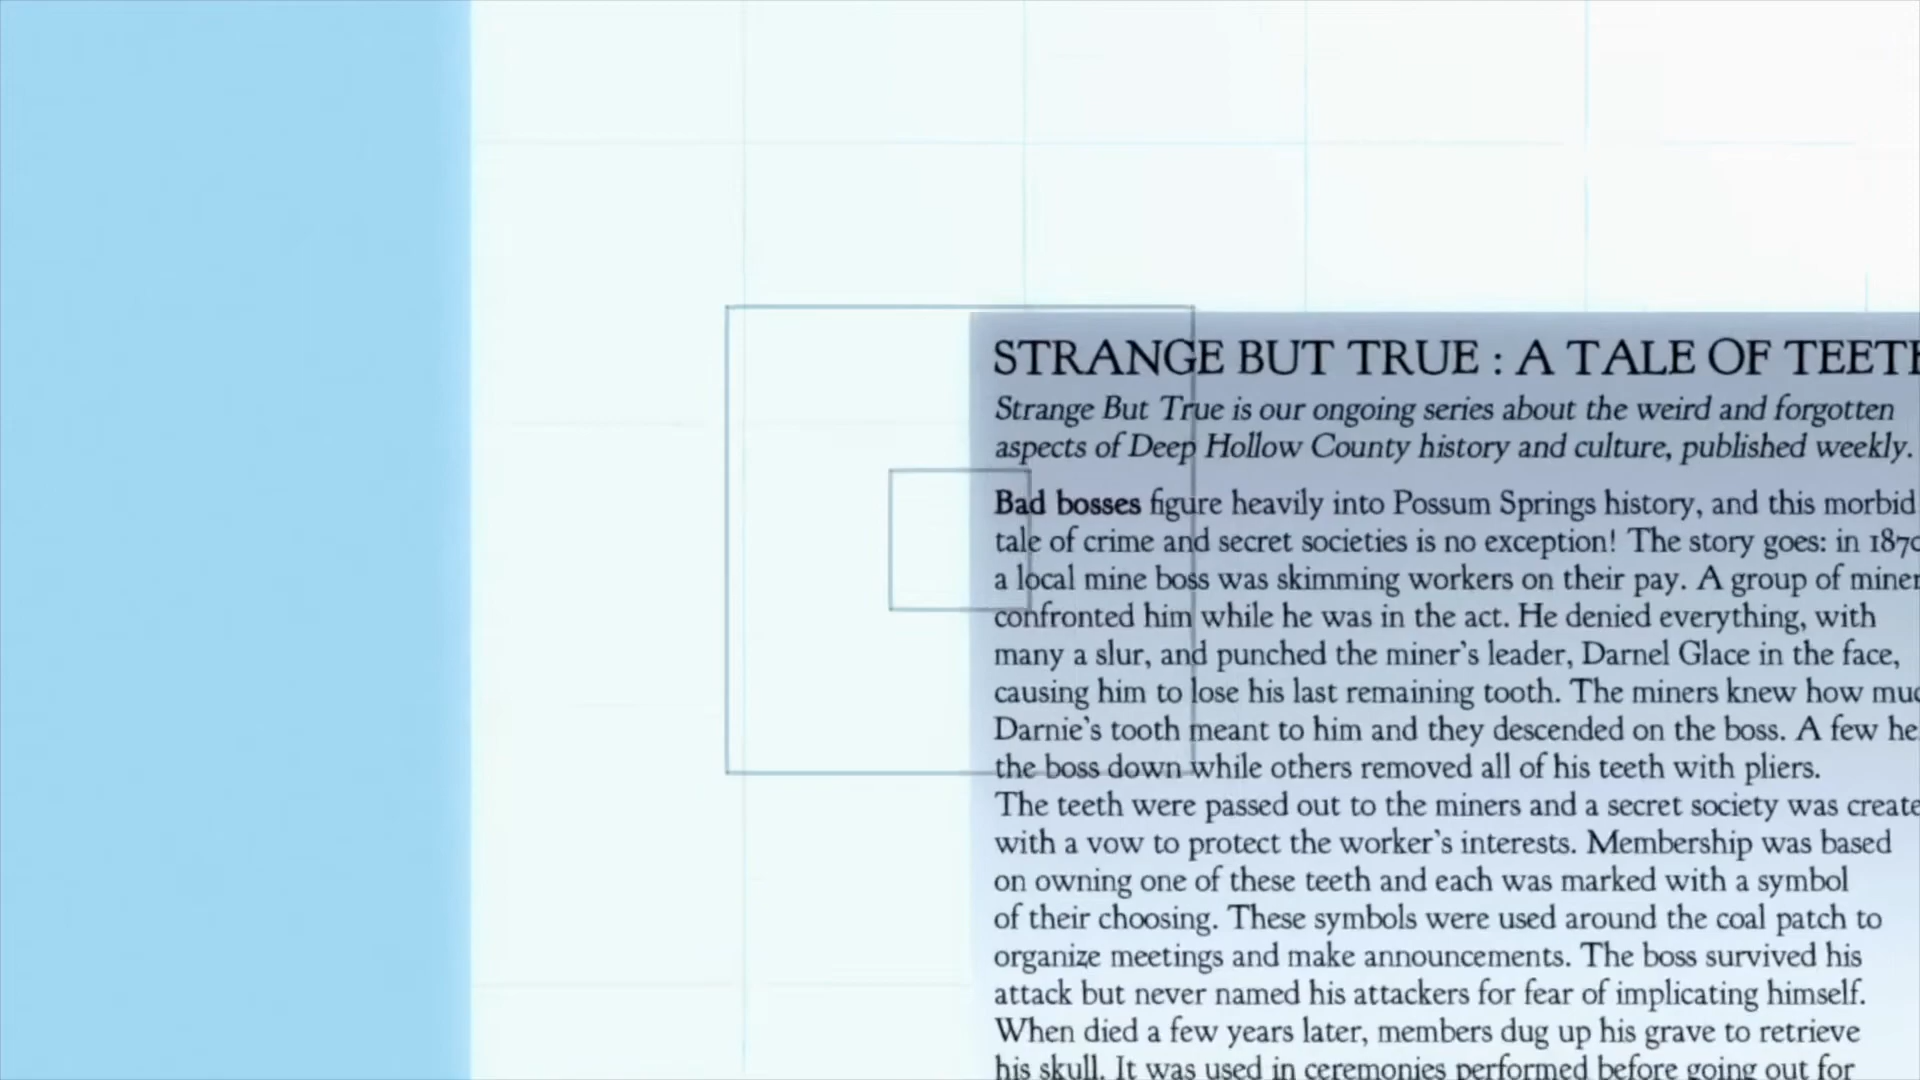 STRANGE BUT TRUE : A TALE OF TEETH
Strange But True is our ongoing series about the weird and forgotten
aspects of Deep Hollow County history and culture, published weekly.
Bad bosses figure heavily into Possum Springs history, and this morbid
tale of crime and secret societies is no exception! The story goes: in
a local mine boss was skimming workers on their pay. A group of miner
confronted him while he was in the act. He denied everything, with
many a slur, and punched the miner's leader, Darnel Glace in the face,
causing him to lose his last remaining tooth. The miners knew how muc
Darnie's tooth meant to him and they descended on the boss. A few he
the boss down while others removed all of his teeth with pliers.
The teeth were passed out to the miners and a secret society was create
with a vow to protect the worker's interests. Membership was based
on owning one of these teeth and each was marked with a symbol
of their choosing. These symbols were used around the coal patch to
organize meetings and make announcements. The boss survived his
attack but never named his attackers for fear of implicating himself.
When died a few years later, members dug up his grave to retrieve
his skull. It was used in ceremonies performed before going out for